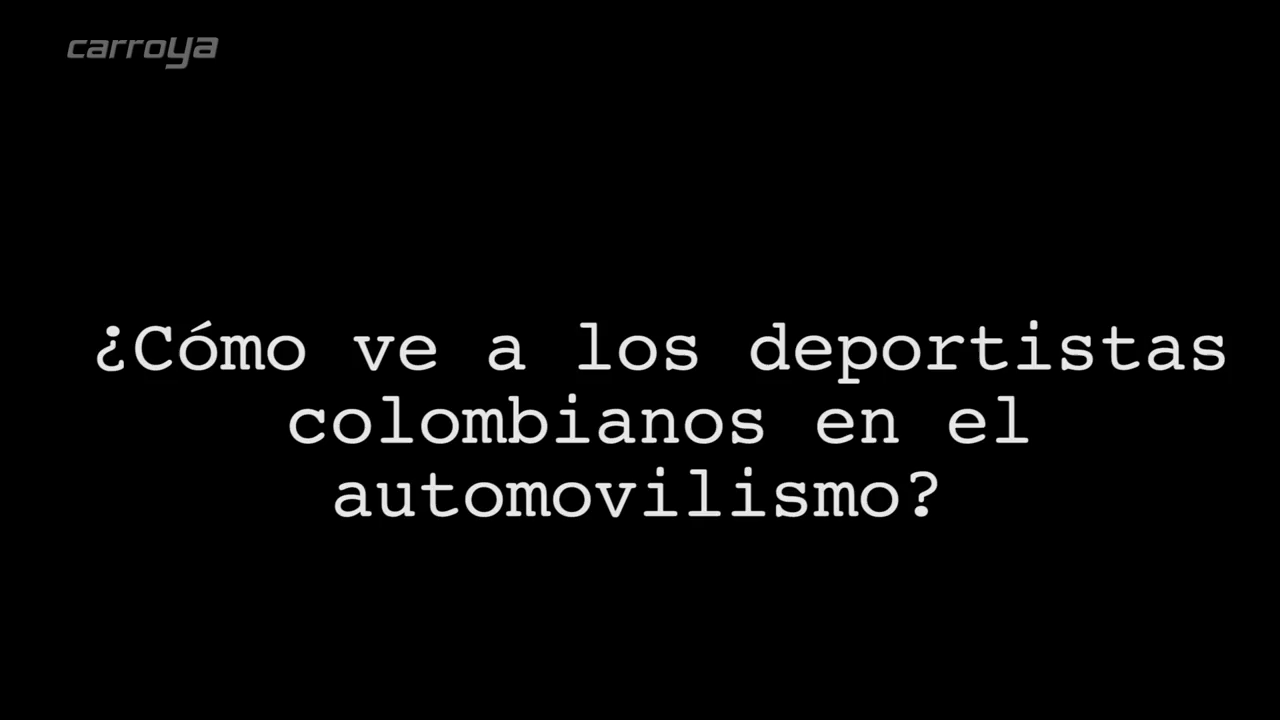 carroya
¿Cómo ve a los deportistas
colombianos en el
automovilismo?